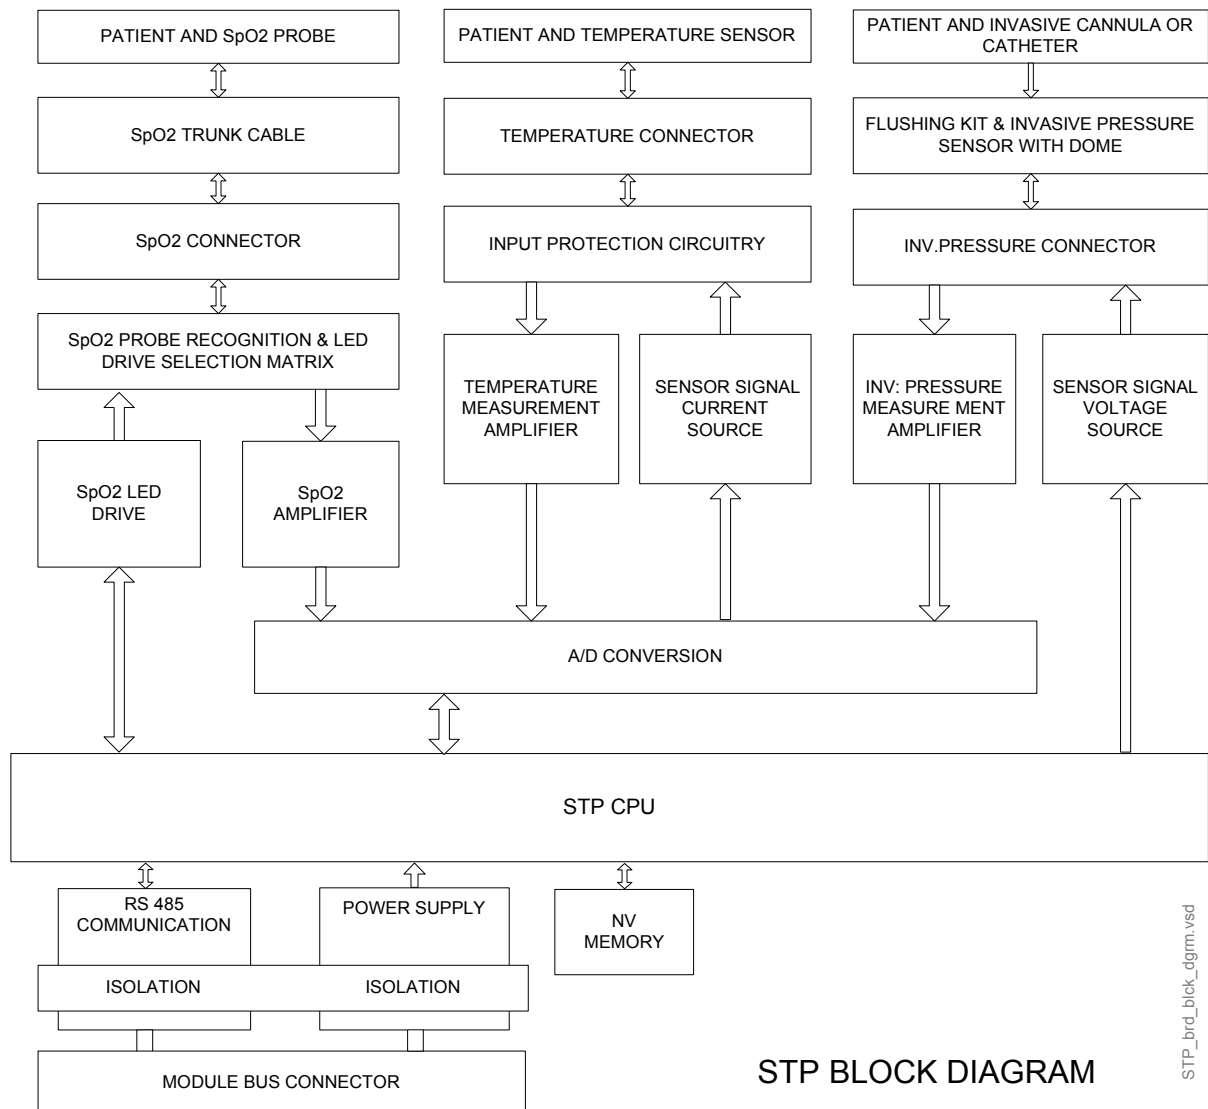 PATIENT AND SpO2 PROBE
PATIENT AND TEMPERATURE SENSOR
PATIENT AND INVASIVE CANNULA OR
CATHETER
SpO2 TRUNK CABLE
TEMPERATURE CONNECTOR
FLUSHING KIT & INVASIVE PRESSURE
SENSOR WITH DOME
SpO2 CONNECTOR
INPUT PROTECTION CIRCUITRY
INV.PRESSURE CONNECTOR
SpO2 PROBE RECOGNITION & LED
DRIVE SELECTION MATRIX
TEMPERATURE
MEASUREMENT
AMPLIFIER
SENSOR SIGNAL
CURRENT
SOURCE
INV: PRESSURE
MEASURE MENT
AMPLIFIER
SENSOR SIGNAL
VOLTAGE
SOURCE
SpO2 LED
DRIVE
SpO2
AMPLIFIER
A/D CONVERSION
STP CPU
RS 485
COMMUNICATION
POWER SUPPLY
NV
MEMORY
ISOLATION
ISOLATION
MODULE BUS CONNECTOR
STP BLOCK DIAGRAM
STP_brd_blck_dgrm.vsd